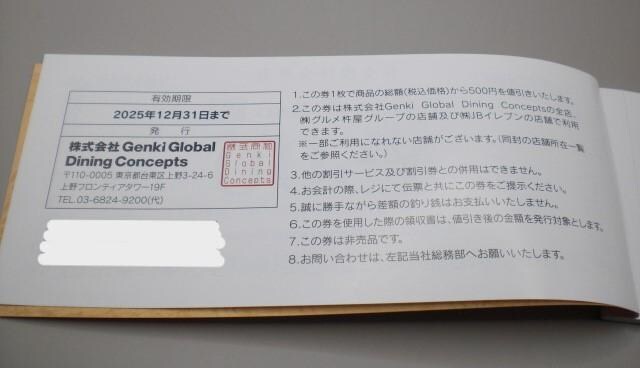 有効期限
2025年12月31日まで
発行
株式会社 Genki Global
Dining Concepts
〒110-0005 東京都台東区上野3-24-6
上野フロンティアタワー19F
TEL.03-6824-9200(代)
株式会社
Genki
Global
Dining
Concepts
1.この券1枚で商品の総額(税込価格)から500円を値引きいたします。
2.この券は株式会社Genki Global Dining Conceptsの全店、
㈱グルメ杵屋グループの店舗及び㈱JBイレブンの店舗で利用
できます。
※一部ご利用になれない店舗がございます。(同封の店舗所在一覧
をご参照ください。)
3.他の割引サービス及び割引券との併用はできません。
4.お会計の際、レジにて伝票と共にこの券をご提示ください。
5.誠に勝手ながら差額の釣り銭はお支払いいたしません。
6.この券を使用した際の領収書は、値引き後の金額を発行対象とします。
7.この券は非売品です。
8.お問い合わせは、左記当社総務部へお願いいたします。